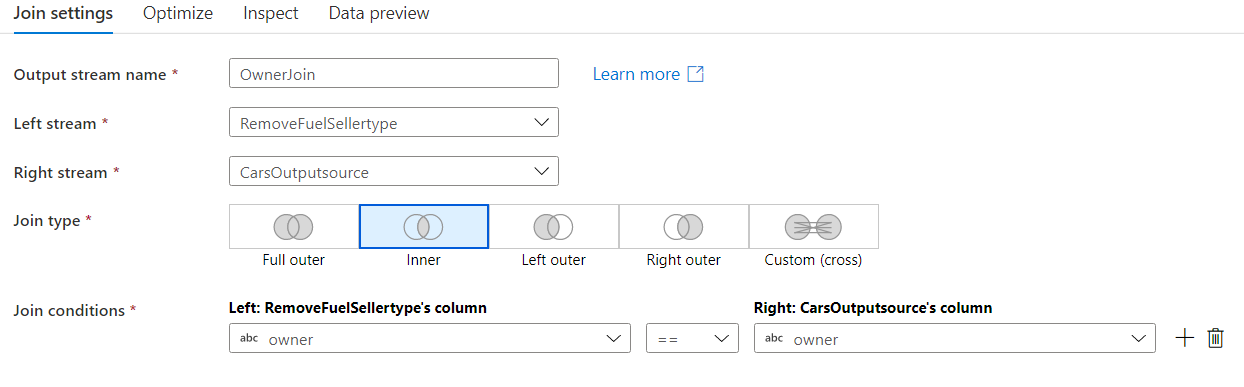 Join settings Optimize Inspect Data preview
Output stream name * OwnerJoin Learn more
Left stream * RemoveFuelSellertype
Right stream * CarsOutputsource
Join type *
Full outer Inner Left outer Right outer Custom (cross)
Left: RemoveFuelSellertype's column Right: CarsOutputsource's column
Join conditions * abc owner == abc owner